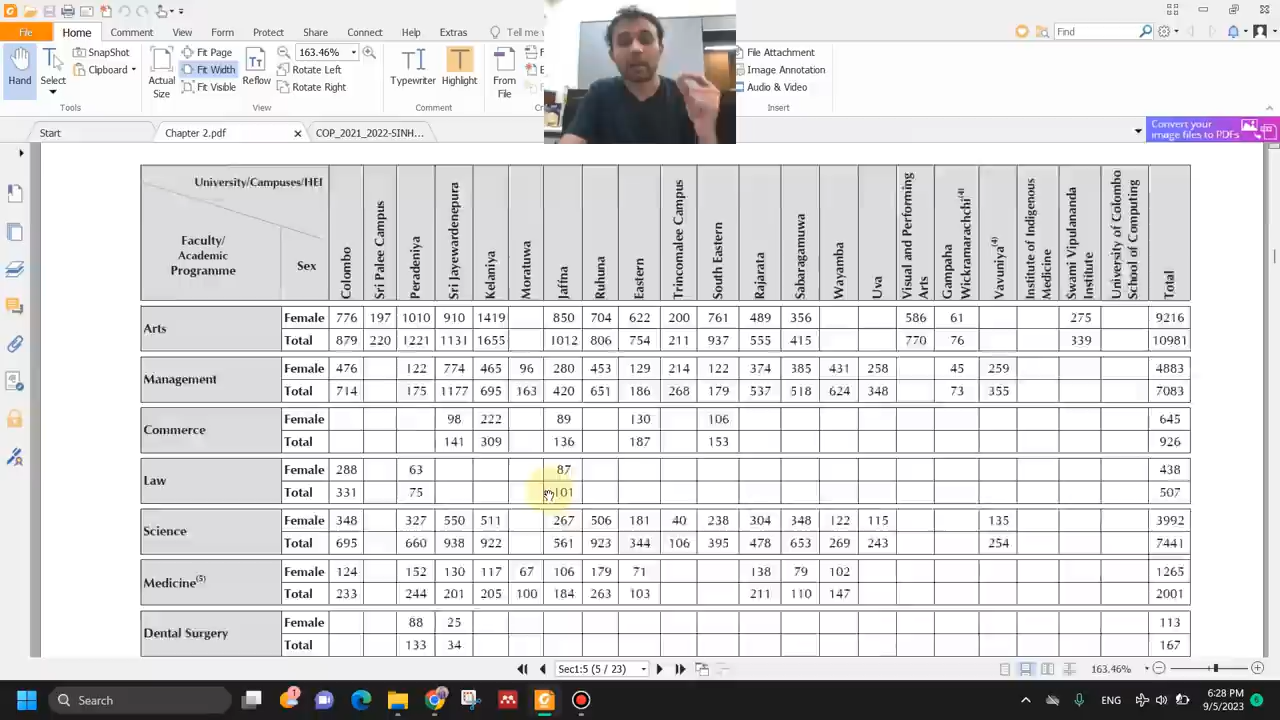 File Home Comment View Form Protect Share Connect Help Extras Tell me Find
Hand
Select
SnapShot
Clipboard
Tools
Actual Size
Fit Page
Fit Width
Fit Visible
Reflow
163.46%
Rotate Left
Rotate Right
View
Typewriter
Highlight
Comment
From File
File Attachment
Image Annotation
Audio & Video
Insert
Start Chapter 2.pdf COP_2021_2022-SINH...
Convert your
image files to PDFs
University/Campuses/HEI
Faculty/
Academic
Programme
Sex
Colombo
Sri Palee Campus
Peradeniya
Sri Jayewardenepura
Kelaniya
Moratuwa
Jaffna
Ruhuna
Eastern
Trincomalee Campus
South Eastern
Rajarata
Sabaragamuwa
Wayamba
Uva
Visual and Performing Arts
Gampaha Wickramarachchi(4)
Vavuniya(4)
Institute of Indigenous Medicine
Swami Vipulananda Institute
University of Colombo School of Computing
Total
Arts
Female 776 197 1010 910 1419 850 704 622 200 761 489 356 586 61 275 9216
Total 879 220 1221 1131 1655 1012 806 754 211 937 555 415 770 76 339 10981
Management
Female 476 122 774 465 96 280 453 129 214 122 374 385 431 258 45 259 4883
Total 714 175 1177 695 163 420 651 186 268 179 537 518 624 348 73 355 7083
Commerce
Female 98 222 89 130 106 645
Total 141 309 136 187 153 926
Law
Female 288 63 87 438
Total 331 75 101 507
Science
Female 348 327 550 511 267 506 181 40 238 304 348 122 115 135 3992
Total 695 660 938 922 561 923 344 106 395 478 653 269 243 254 7441
Medicine(5)
Female 124 152 130 117 67 106 179 71 138 79 102 1265
Total 233 244 201 205 100 184 263 103 211 110 147 2001
Dental Surgery
Female 88 25 113
Total 133 34 167
Sec1:5 (5 / 23)
163.46%
Search
ENG
6:28 PM
9/5/2023